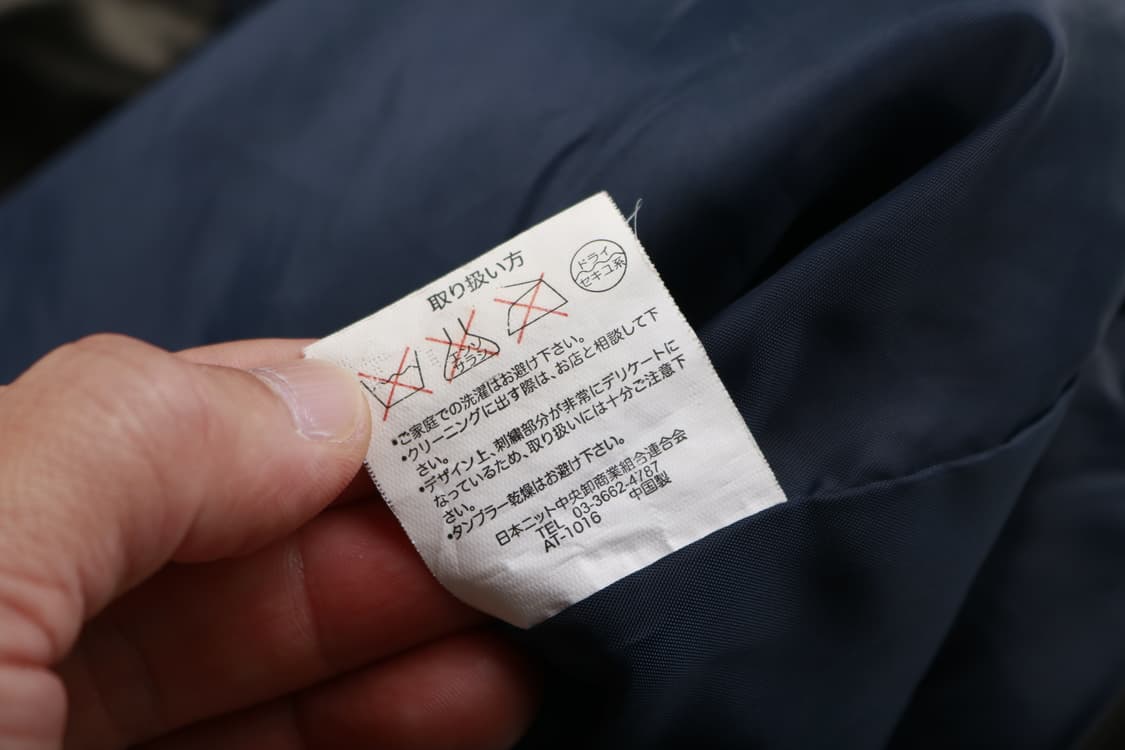 取り扱い方
エンソ
サラシ
ドライ
セキユ系
•ご家庭での洗濯はお避け下さい。
•クリーニングに出す際は、お店と相談して下
さい。
•デザイン上、刺繍部分が非常にデリケートに
なっているため、取り扱いには十分ご注意下
さい。
•タンブラー乾燥はお避け下さい。
日本ニット中央卸商業組合連合会
TEL 03-3662-4787
AT-1016 中国製